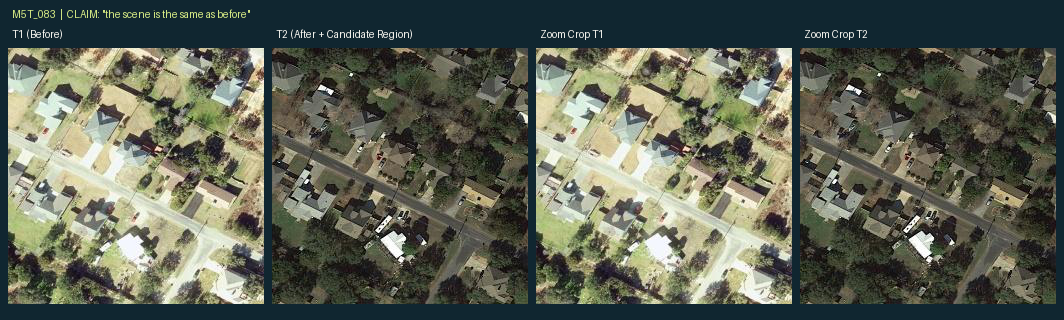 M5T_083 | CLAIM: "the scene is the same as before"
T1 (Before)
T2 (After + Candidate Region)
Zoom Crop T1
Zoom Crop T2